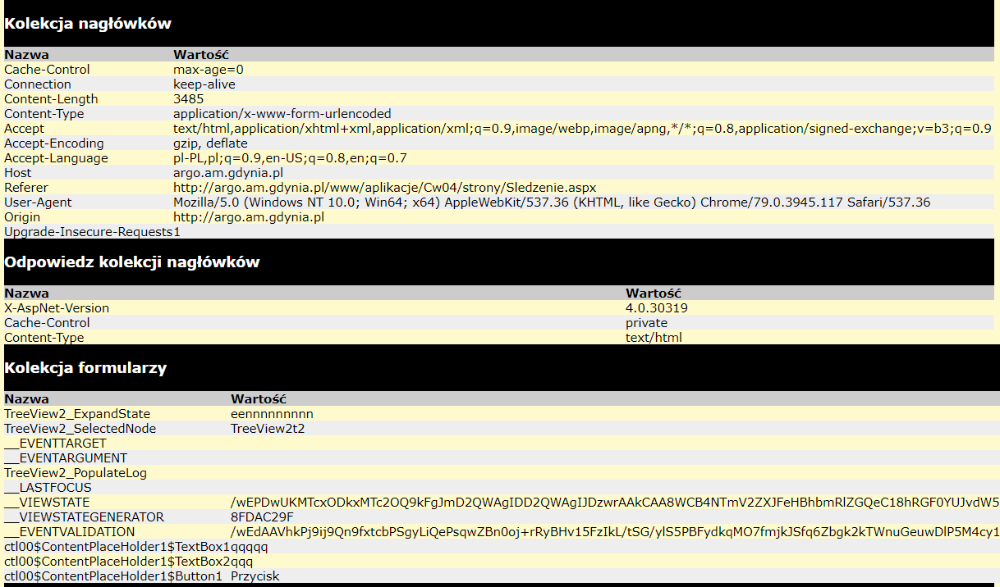 Kolekcja nagłówków
Nazwa Wartość
Cache-Control max-age=0
Connection keep-alive
Content-Length 3485
Content-Type application/x-www-form-urlencoded
Accept text/html,application/xhtml+xml,application/xml;q=0.9,image/webp,image/apng,*/*;q=0.8,application/signed-exchange;v=b3;q=0.9
Accept-Encoding gzip, deflate
Accept-Language pl-PL,pl;q=0.9,en-US;q=0.8,en;q=0.7
Host argo.am.gdynia.pl
Referer http://argo.am.gdynia.pl/www/aplikacje/Cw04/strony/Sledzenie.aspx
User-Agent Mozilla/5.0 (Windows NT 10.0; Win64; x64) AppleWebKit/537.36 (KHTML, like Gecko) Chrome/79.0.3945.117 Safari/537.36
Origin http://argo.am.gdynia.pl
Upgrade-Insecure-Requests 1
Odpowiedz kolekcji nagłówków
Nazwa Wartość
X-AspNet-Version 4.0.30319
Cache-Control private
Content-Type text/html
Kolekcja formularzy
Nazwa Wartość
TreeView2_ExpandState eennnnnnnnn
TreeView2_SelectedNode TreeView2t2
__EVENTTARGET
__EVENTARGUMENT
TreeView2_PopulateLog
__LASTFOCUS
__VIEWSTATE /wEPDwUKMTcxODkxMTc2OQ9kFgJmD2QWAgIDD2QWAgIJDzwrAAkCAA8WCB4NTmV2ZXJFeHBhbmRlZGQeC18hRGF0YUJvdW5
__VIEWSTATEGENERATOR 8FDAC29F
__EVENTVALIDATION /wEdAAVhkPj9ij9Qn9fxtcbPSgyLiQePsqwZBn0oj+rRyBHv15FzIkL/tSG/ylS5PBFydkqMO7fmjkJSfq6Zbgk2kTWnuGeuwDlP5M4cy1
ctl00$ContentPlaceHolder1$TextBox1 qqqqq
ctl00$ContentPlaceHolder1$TextBox2 qqq
ctl00$ContentPlaceHolder1$Button1 Przycisk